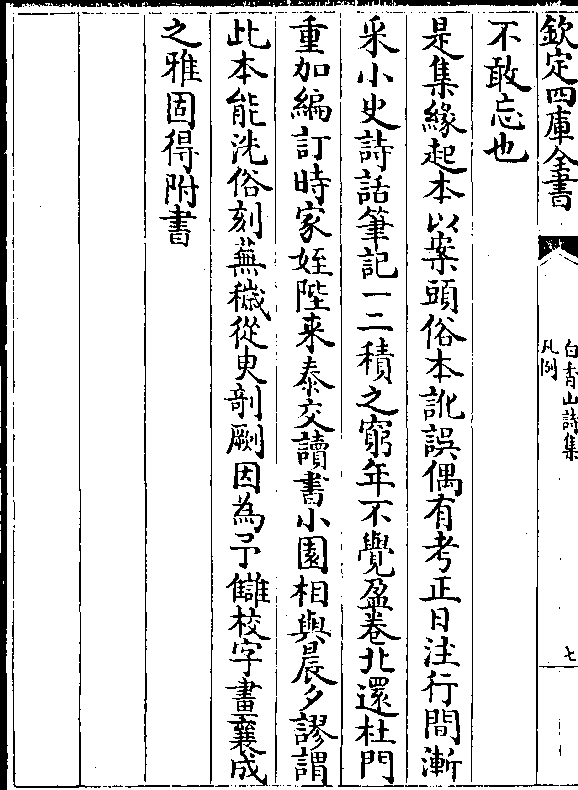 欽定四庫全書
白香山詩集
凡例
七
不敢忘也
是集緣起本以案頭俗本訛誤偶有考正日注行間漸
采小史詩話筆記一二積之窮年不覺盈卷北還杜門
重加編訂時家姪陛來泰交讀書小園相與晨夕謬謂
此本能洗俗刻蕪穢從史剞劂因為予讎校字畫襄成
之雅固得附書